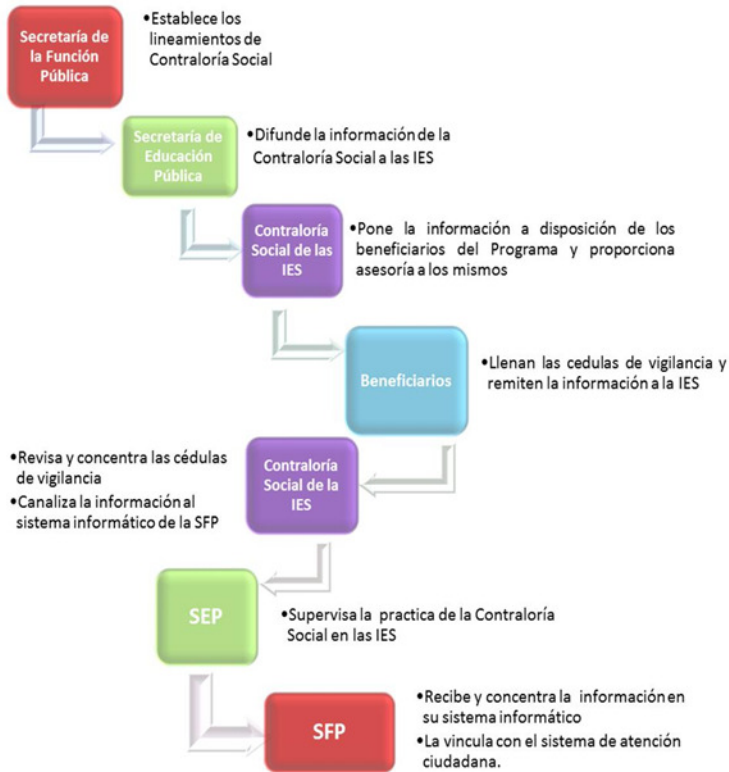 Secretaría de
la Función
Pública
•Establece los
lineamientos de
Contraloría Social
Secretaría de
Educación
Pública
•Difunde la información de la
Contraloría Social a las IES
Contraloría
Social de las
IES
•Pone la información a disposición de los
beneficiarios del Programa y proporciona
asesoría a los mismos
Beneficiarios
•Llenan las cedulas de vigilancia y
remiten la información a la IES
•Revisa y concentra las cédulas
de vigilancia
•Canaliza la información al
sistema informático de la SFP
Contraloría
Social de la
IES
SEP
•Supervisa la practica de la Contraloría
Social en las IES
SFP
•Recibe y concentra la información en
su sistema informático
•La vincula con el sistema de atención
ciudadana.